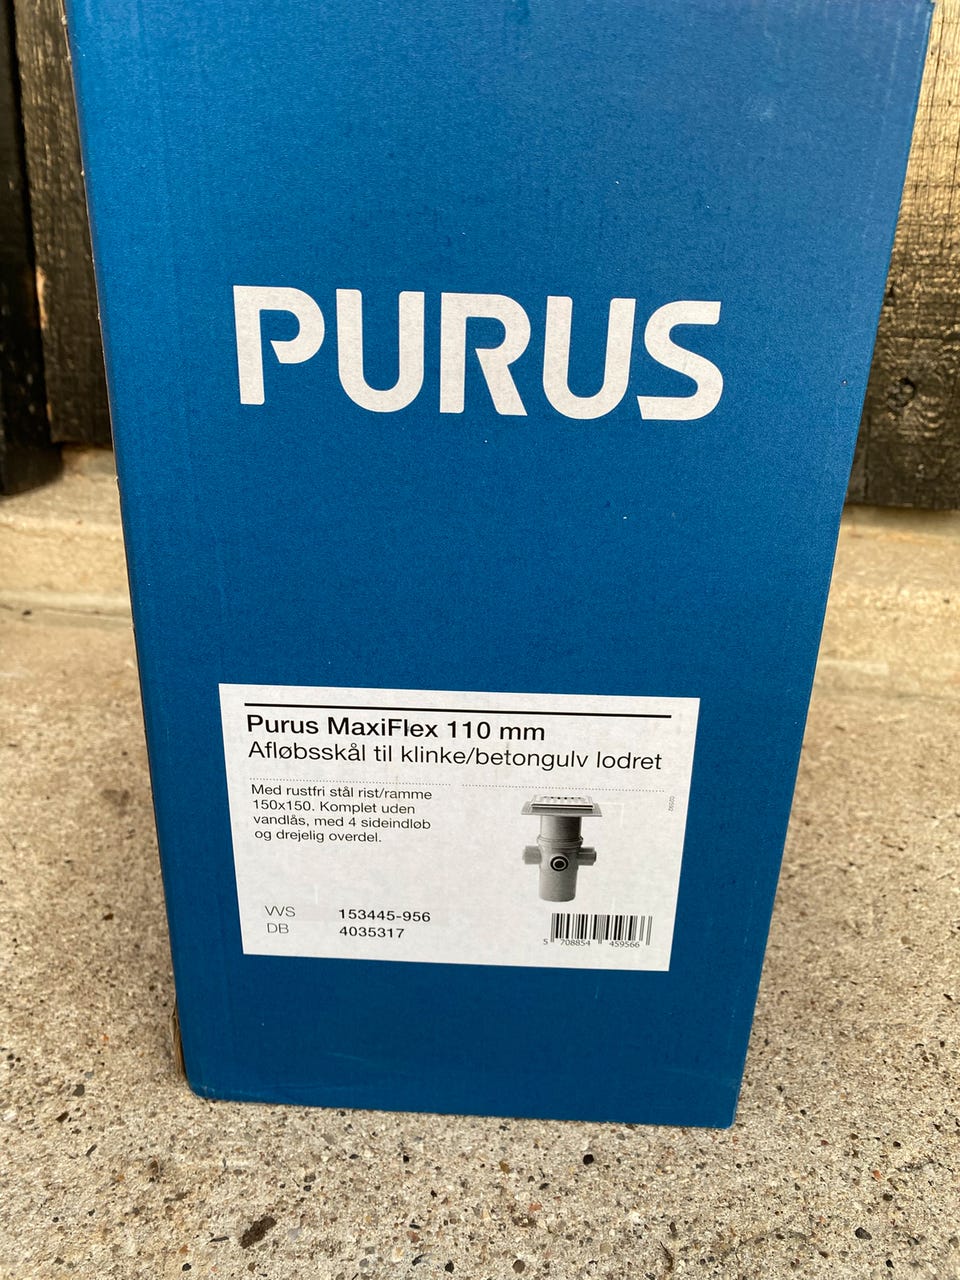 PURUS
Purus MaxiFlex 110 mm
Afløbsskål til klinke/betongulv lodret
Med rustfri stål rist/ramme
150x150. Komplet uden
vandlås, med 4 sideindløb
og drejelig overdel.
VVS 153445-956
DB 4035317
5 708854 459566